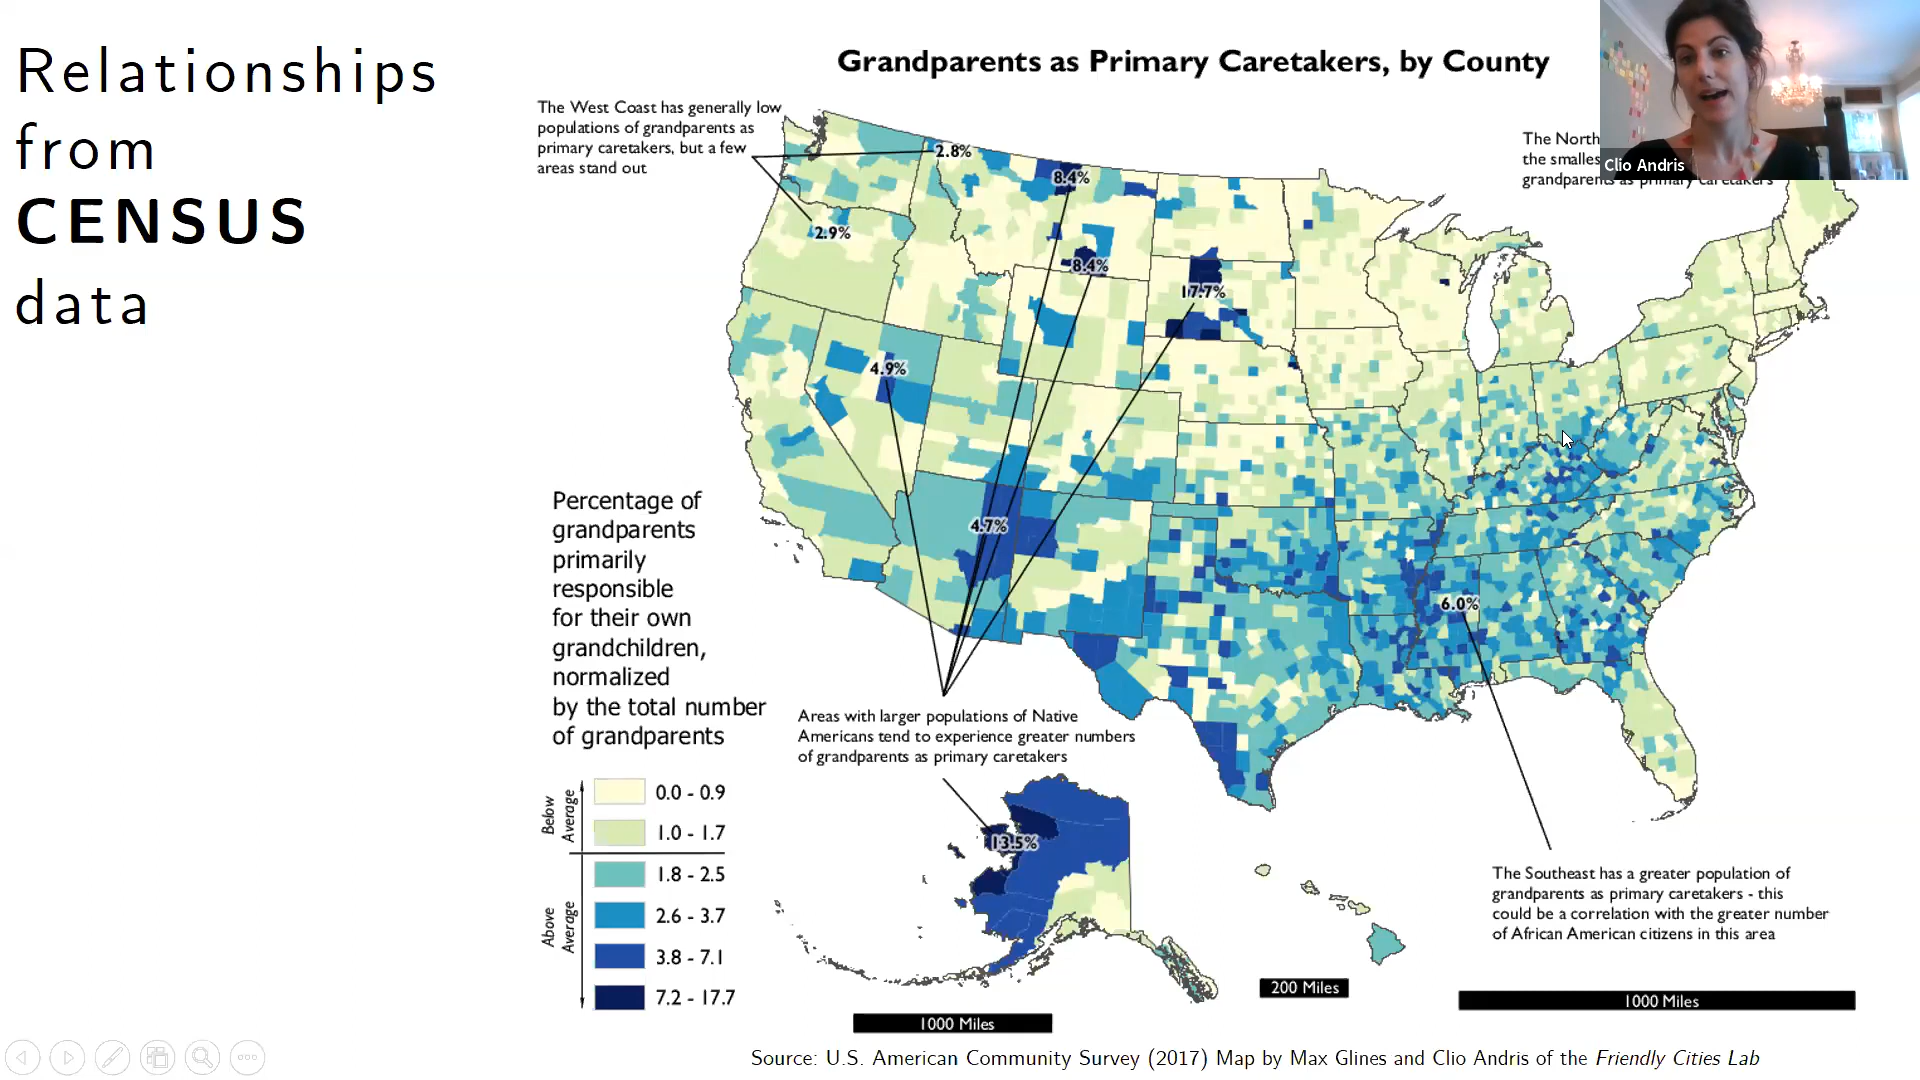 Relationships
from
CENSUS
data
Grandparents as Primary Caretakers, by County
The West Coast has generally low
populations of grandparents as
primary caretakers, but a few
areas stand out
The North
the smalles
grandparents as primary caretakers
Clio Andris
2.8%
8.4%
2.9%
8.4%
17.7%
4.9%
4.7%
6.0%
13.5%
Percentage of
grandparents
primarily
responsible
for their own
grandchildren,
normalized
by the total number
of grandparents
Areas with larger populations of Native
Americans tend to experience greater numbers
of grandparents as primary caretakers
Below
Average
0.0 - 0.9
1.0 - 1.7
Above
Average
1.8 - 2.5
2.6 - 3.7
3.8 - 7.1
7.2 - 17.7
The Southeast has a greater population of
grandparents as primary caretakers - this
could be a correlation with the greater number
of African American citizens in this area
200 Miles
1000 Miles
1000 Miles
Source: U.S. American Community Survey (2017) Map by Max Glines and Clio Andris of the Friendly Cities Lab